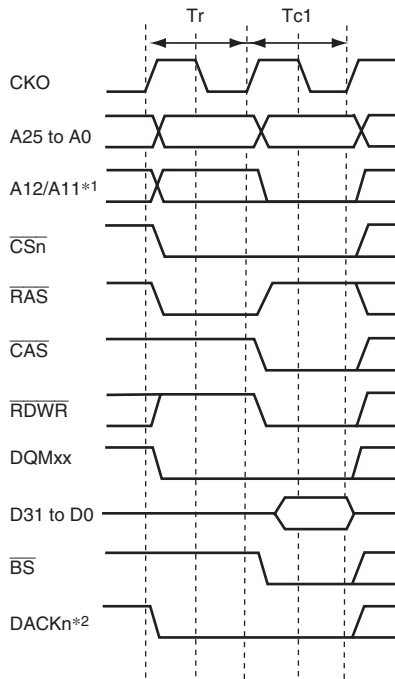 Tr Tc1
CKO
A25 to A0
A12/A11*1
CSn
RAS
CAS
RDWR
DQMxx
D31 to D0
BS
DACKn*2